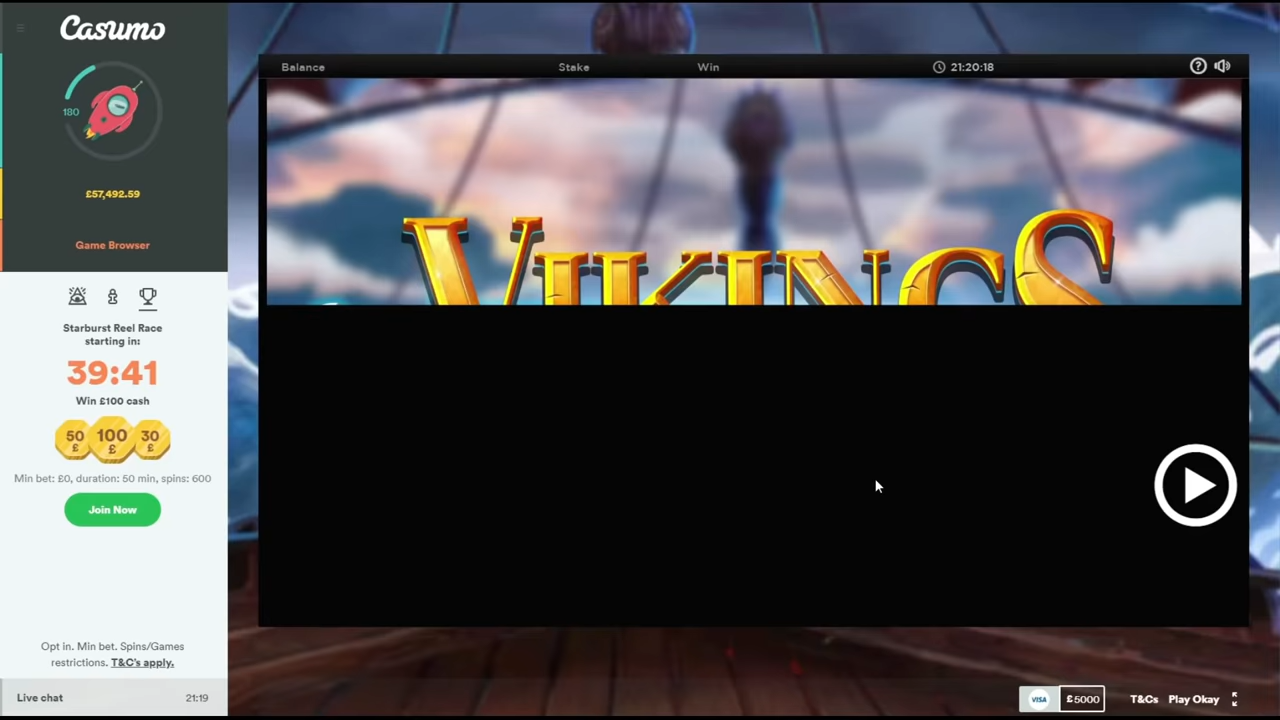 Casumo
180
£57,492.59
Game Browser
Starburst Reel Race
starting in:
39:41
Win £100 cash
50 £
100 £
30 £
Min bet: £0, duration: 50 min, spins: 600
Join Now
Opt in. Min bet. Spins/Games
restrictions. T&C's apply.
Live chat 21:19
Balance Stake Win 21:20:18
VIKINGS
VISA £5000 T&Cs Play Okay